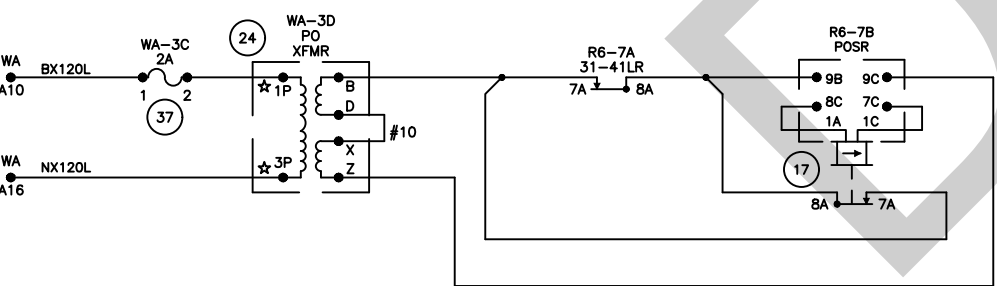 WA-3D
PO
XFMR
24
R6-7B
POSR
WA-3C
2A
R6-7A
31-41LR
WA
BX120L
A10
1
2
37
☆ 1P
B
D
#10
X
Z
☆ 3P
7A
8A
9B
9C
8C
7C
1A
1C
17
8A
7A
WA
NX120L
A16